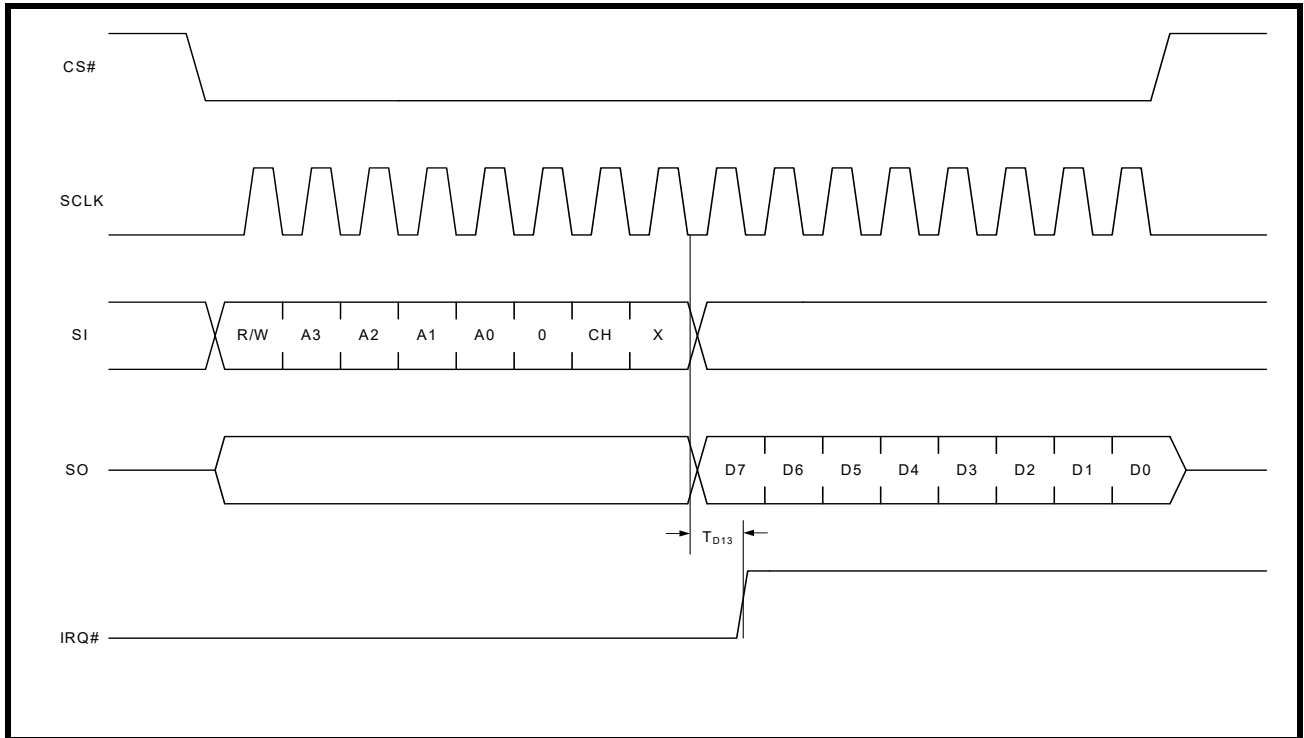 CS#
SCLK
SI
R/W A3 A2 A1 A0 0 CH X
SO
D7 D6 D5 D4 D3 D2 D1 D0
TD13
IRQ#